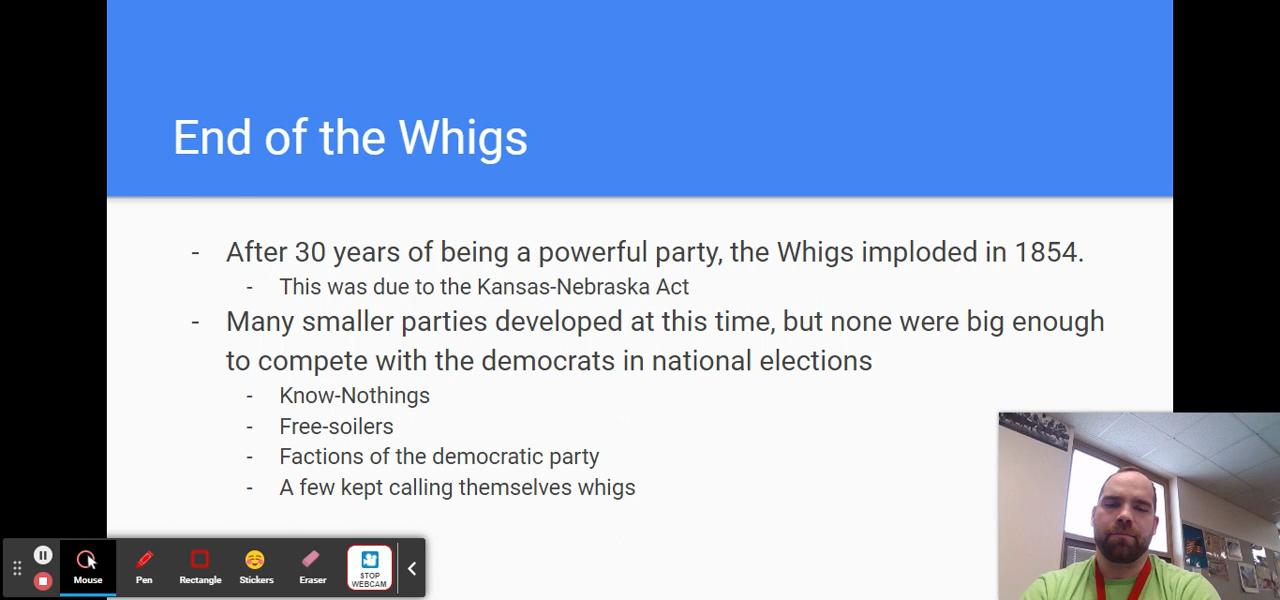 End of the Whigs
- After 30 years of being a powerful party, the Whigs imploded in 1854.
- This was due to the Kansas-Nebraska Act
- Many smaller parties developed at this time, but none were big enough
to compete with the democrats in national elections
- Know-Nothings
- Free-soilers
- Factions of the democratic party
- A few kept calling themselves whigs
Mouse Pen Rectangle Stickers Eraser STOP
WEBCAM